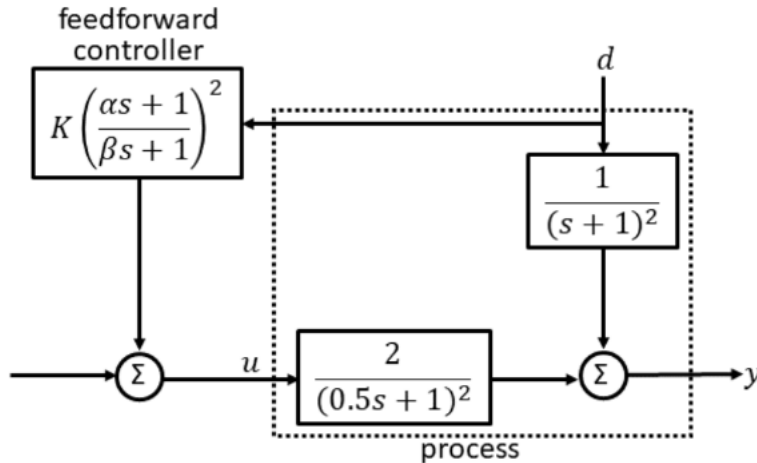 feedforward
controller
K((αs + 1)/(βs + 1))²
d
1/(s + 1)²
Σ
u
2/(0.5s + 1)²
Σ
y
process